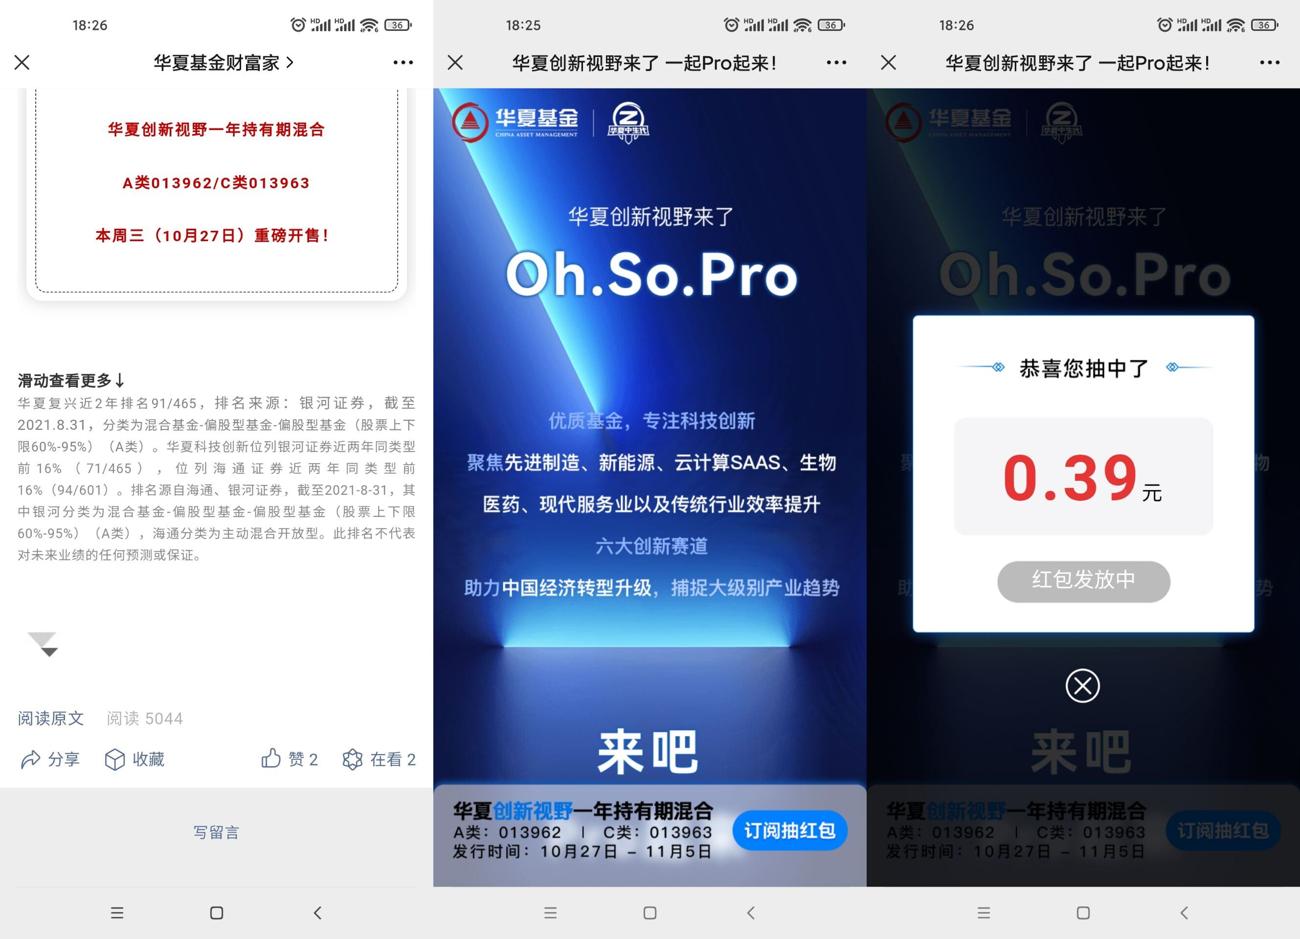 18:26
HD HD 6 36
华夏基金财富家
华夏创新视野一年持有期混合
A类013962/C类013963
本周三（10月27日）重磅开售！
滑动查看更多↓
华夏复兴近2年排名91/465，排名来源：银河证券，截至
2021.8.31，分类为混合基金-偏股型基金-偏股型基金（股票上下
限60%-95%）（A类）。华夏科技创新位列银河证券近两年同类型
前16%（71/465），位列海通证券近两年同类型前
16%（94/601）。排名源自海通、银河证券，截至2021-8-31，其
中银河分类为混合基金-偏股型基金-偏股型基金（股票上下限
60%-95%）（A类），海通分类为主动混合开放型。此排名不代表
对未来业绩的任何预测或保证。
阅读原文 阅读 5044
分享 收藏 赞 2 在看 2
写留言
18:25
HD HD 6 36
华夏创新视野来了 一起Pro起来！
华夏基金
CHINA ASSET MANAGEMENT
Z
华夏中生代
华夏创新视野来了
Oh.So.Pro
优质基金，专注科技创新
聚焦先进制造、新能源、云计算SAAS、生物
医药、现代服务业以及传统行业效率提升
六大创新赛道
助力中国经济转型升级，捕捉大级别产业趋势
来吧
华夏创新视野一年持有期混合
A类：013962 | C类：013963
发行时间：10月27日 – 11月5日
订阅抽红包
18:26
HD HD 6 36
华夏创新视野来了 一起Pro起来！
华夏基金
CHINA ASSET MANAGEMENT
Z
华夏中生代
华夏创新视野来了
Oh.So.Pro
恭喜您抽中了
0.39元
红包发放中
聚
物
助
势
来吧
华夏创新视野一年持有期混合
A类：013962 | C类：013963
发行时间：10月27日 – 11月5日
订阅抽红包